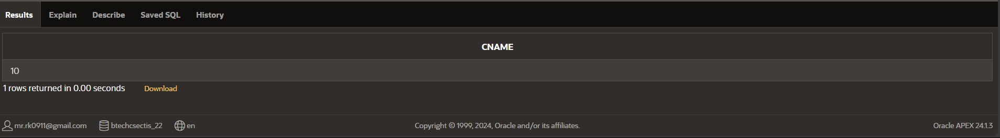 Results Explain Describe Saved SQL History
CNAME
10
1 rows returned in 0.00 seconds Download
mr.rk0911@gmail.com btechcsectis_22 en Copyright © 1999, 2024, Oracle and/or its affiliates. Oracle APEX 24.1.3